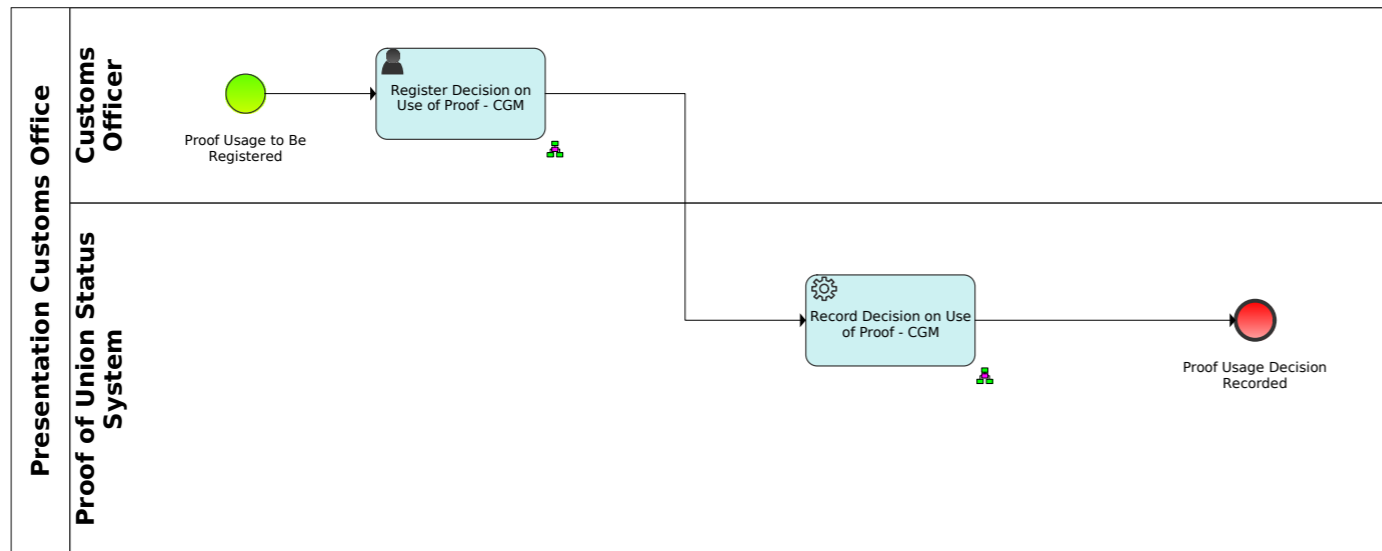 Presentation Customs Office
Customs
Officer
Proof Usage to Be
Registered
Register Decision on
Use of Proof - CGM
Proof of Union Status
System
Record Decision on Use
of Proof - CGM
Proof Usage Decision
Recorded